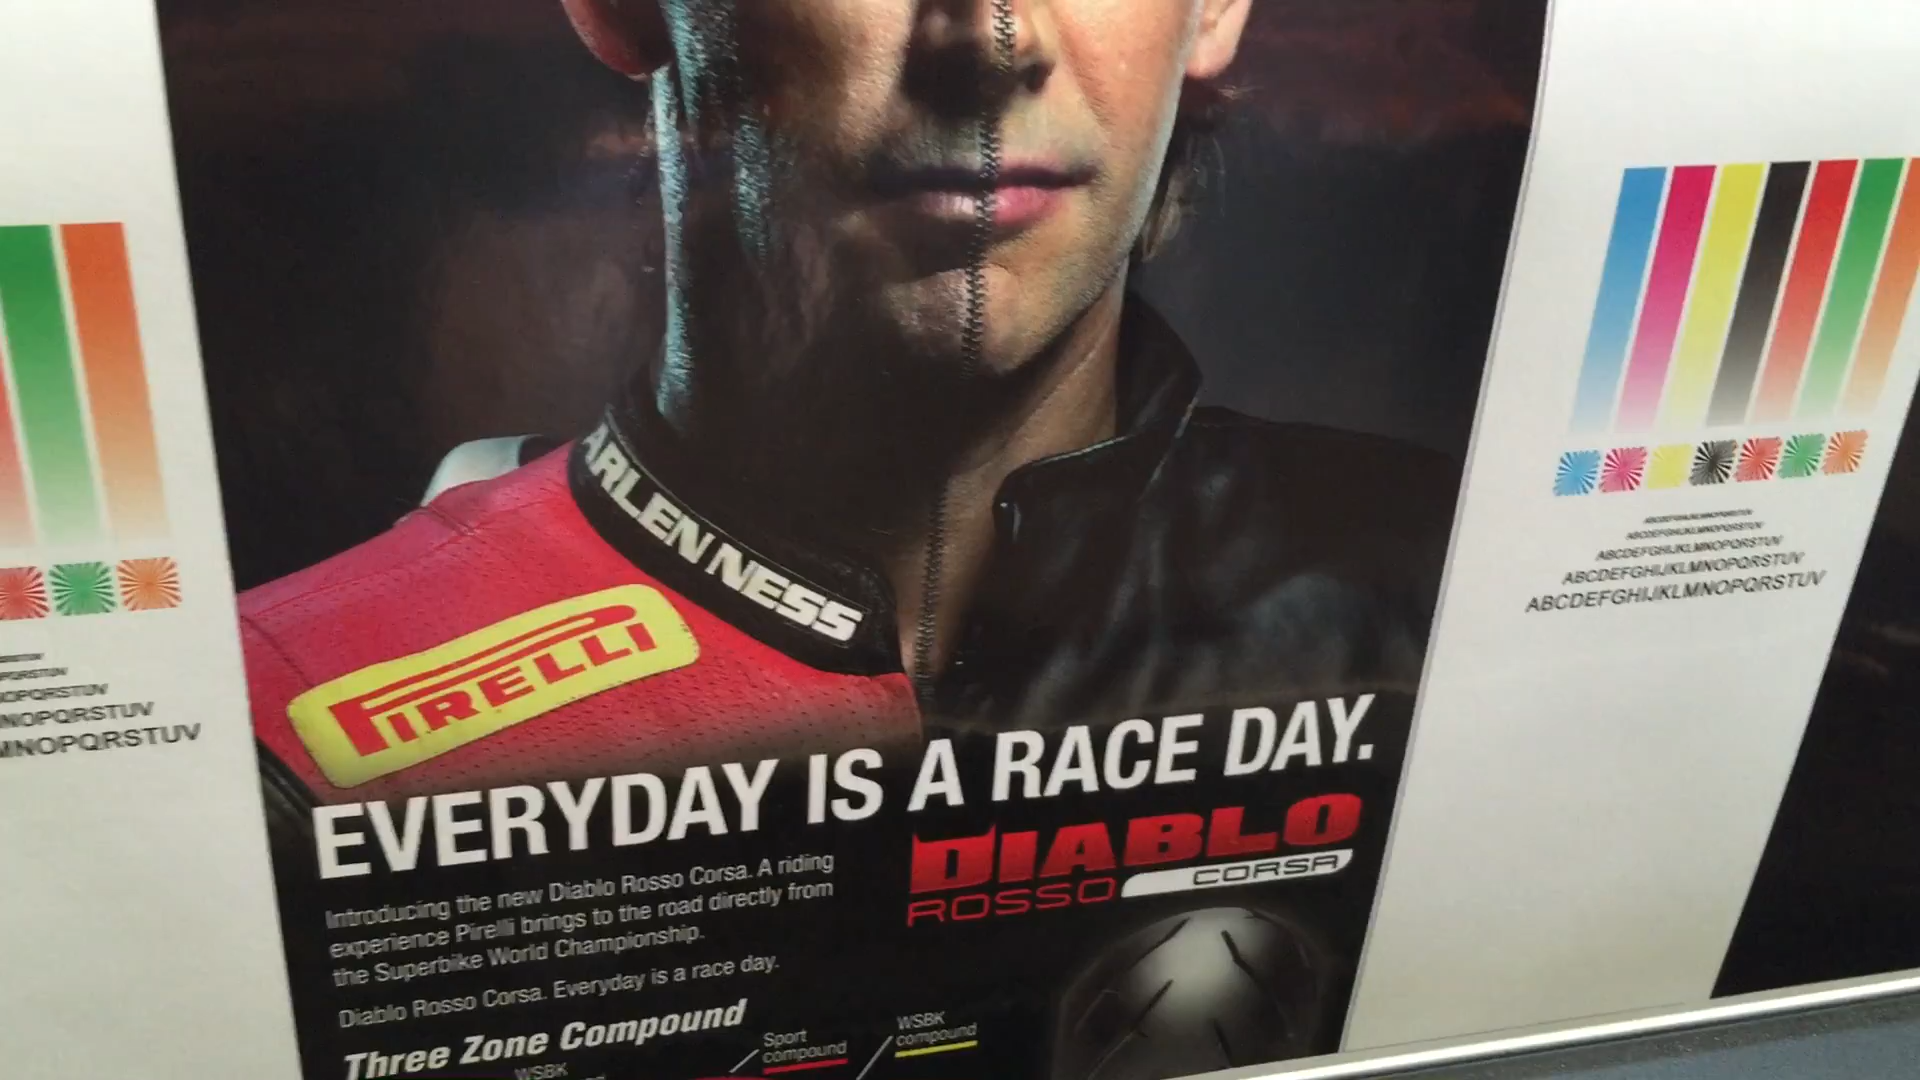 ARLEN NESS
PIRELLI
EVERYDAY IS A RACE DAY.
DIABLO
ROSSO CORSA
Introducing the new Diablo Rosso Corsa. A riding
experience Pirelli brings to the road directly from
the Superbike World Championship.
Diablo Rosso Corsa. Everyday is a race day.
Three Zone Compound
WSBK
Sport
compound
WSBK
compound
NOPQRSTUV
MNOPQRSTUV
ABCDEFGHIJKLMNOPQRSTUV
ABCDEFGHIJKLMNOPQRSTUV
ABCDEFGHIJKLMNOPQRSTUV
ABCDEFGHIJKLMNOPQRSTUV